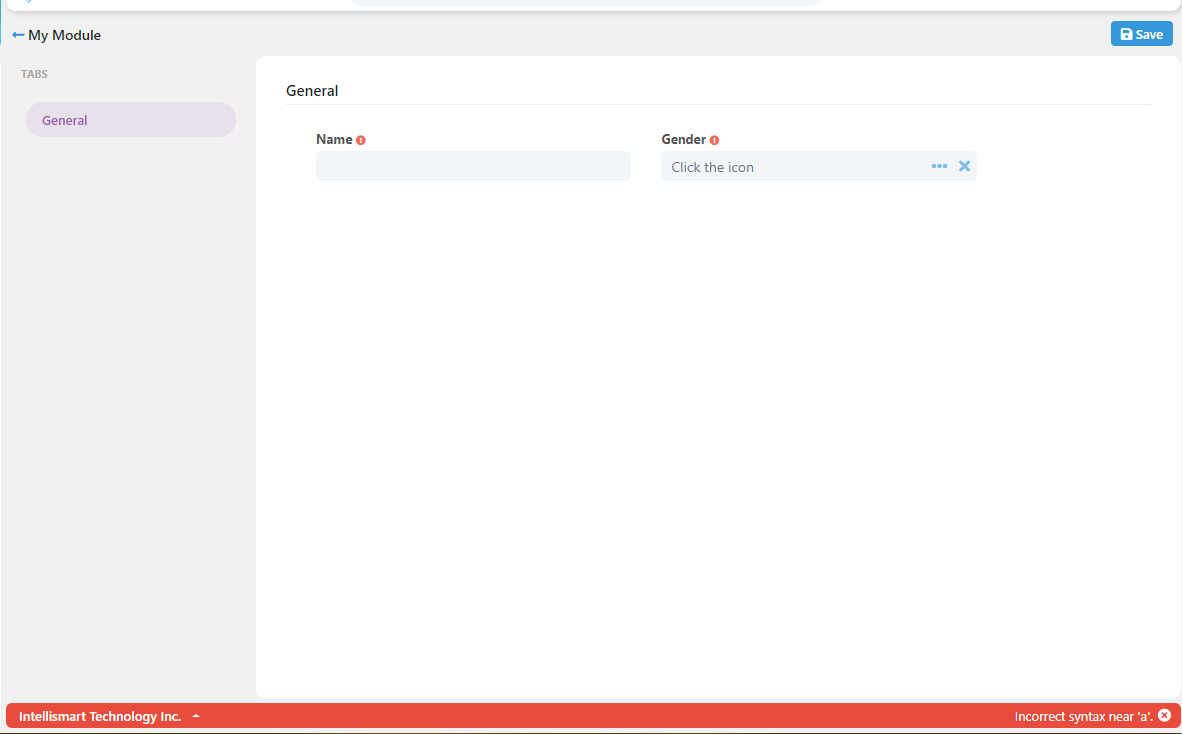 My Module
Save
TABS
General
General
Name
Gender
Click the icon
Intellismart Technology Inc.
Incorrect syntax near 'a'.